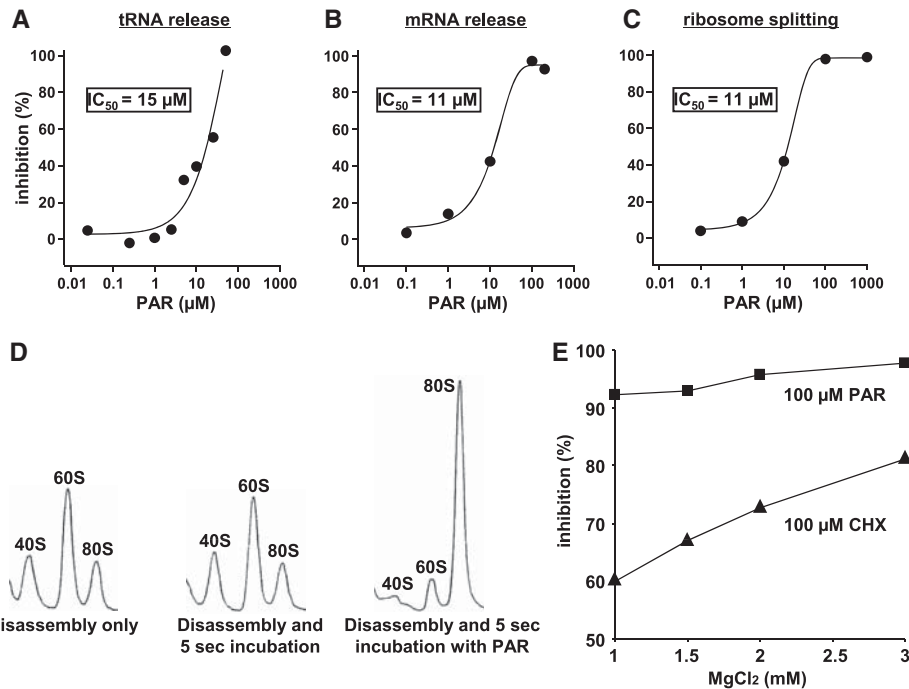 A
tRNA release
B
mRNA release
C
ribosome splitting
100
80
60
40
20
0
inhibition (%)
IC50 = 15 µM
0.01 0.1 1 10 100 1000
PAR (µM)
100
80
60
40
20
0
IC50 = 11 µM
0.01 0.1 1 10 100 1000
PAR (µM)
100
80
60
40
20
0
IC50 = 11 µM
0.01 0.1 1 10 100 1000
PAR (µM)
D
40S
60S
80S
isassembly only
40S
60S
80S
Disassembly and
5 sec incubation
40S
60S
80S
Disassembly and 5 sec
incubation with PAR
E
100
90
80
70
60
50
inhibition (%)
100 µM PAR
100 µM CHX
1 1.5 2 2.5 3
MgCl2 (mM)